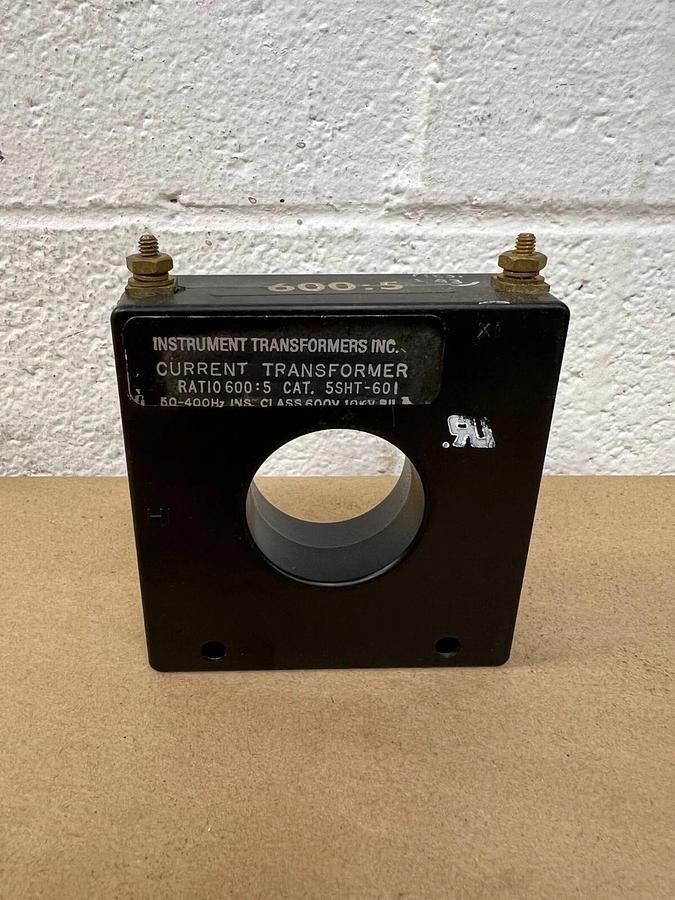 600:5
X1
INSTRUMENT TRANSFORMERS INC.
CURRENT TRANSFORMER
RATIO 600:5 CAT. 5SHT-601
50-400Hz INS. CLASS 600V, 10KV BIL
RU